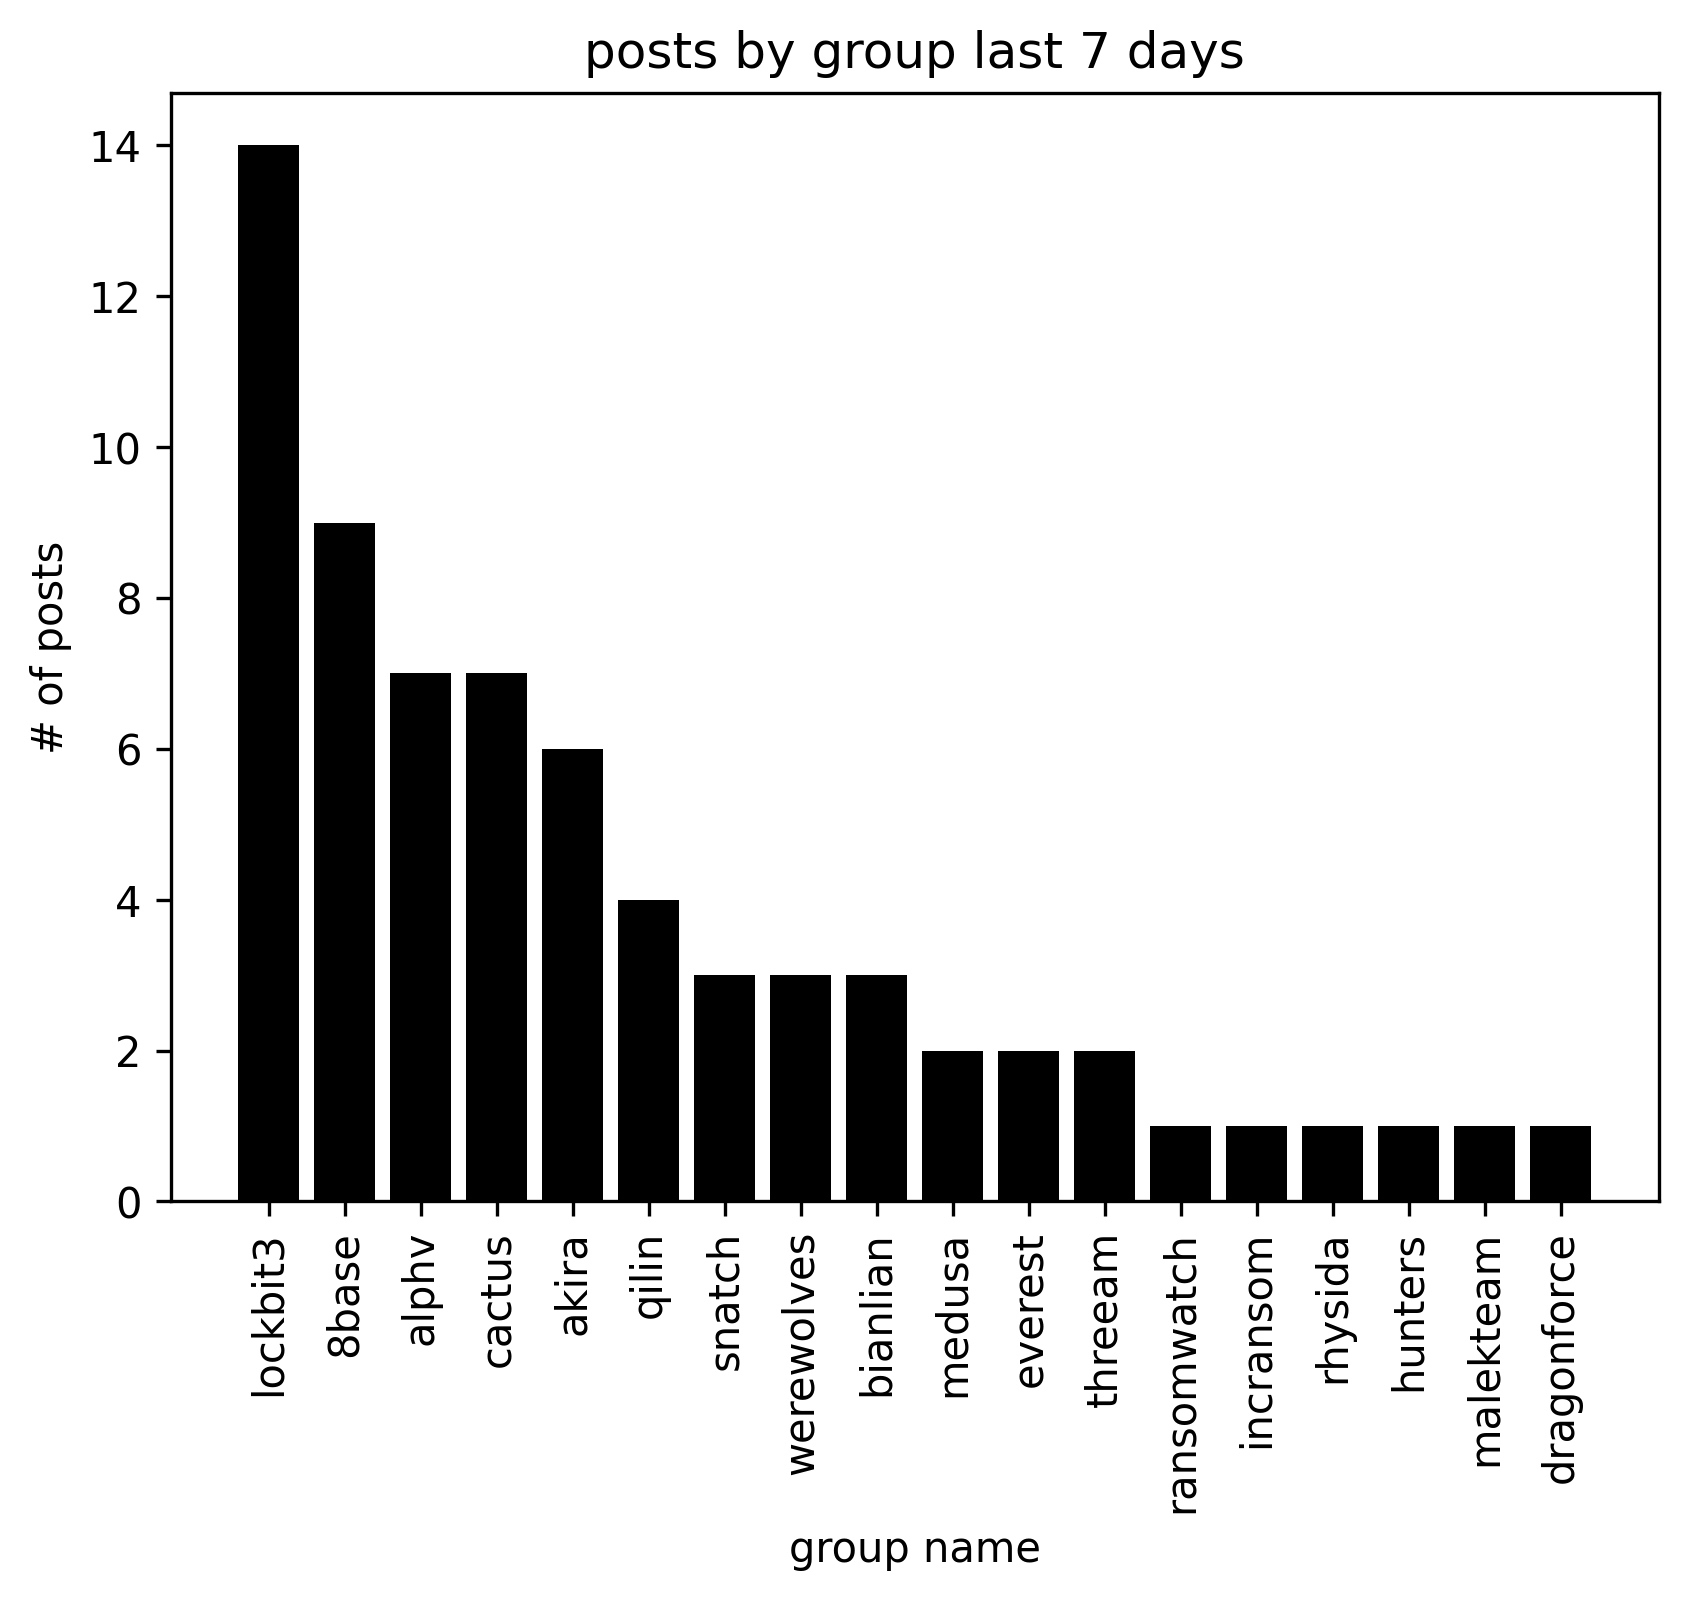 posts by group last 7 days
14
12
10
8
6
4
2
0
# of posts
lockbit3
8base
alphv
cactus
akira
qilin
snatch
werewolves
bianlian
medusa
everest
threeam
ransomwatch
incransom
rhysida
hunters
malekteam
dragonforce
group name